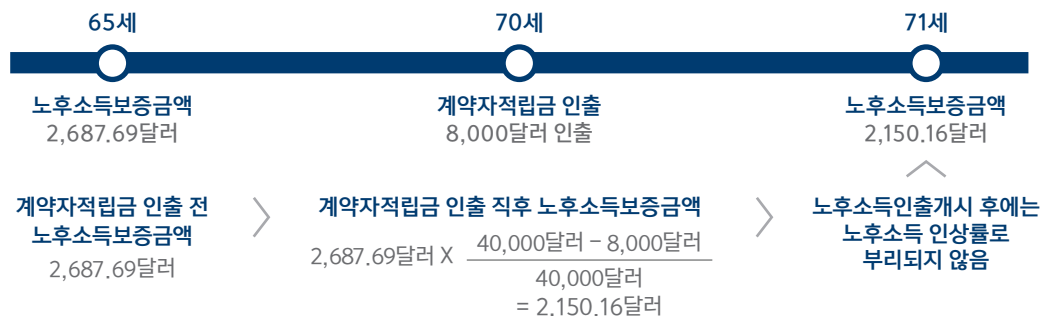 65세
70세
71세
노후소득보증금액
2,687.69달러
계약자적립금 인출
8,000달러 인출
노후소득보증금액
2,150.16달러
계약자적립금 인출 전
노후소득보증금액
2,687.69달러
계약자적립금 인출 직후 노후소득보증금액
2,687.69달러 X
40,000달러 – 8,000달러
40,000달러
= 2,150.16달러
노후소득인출개시 후에는
노후소득 인상률로
부리되지 않음